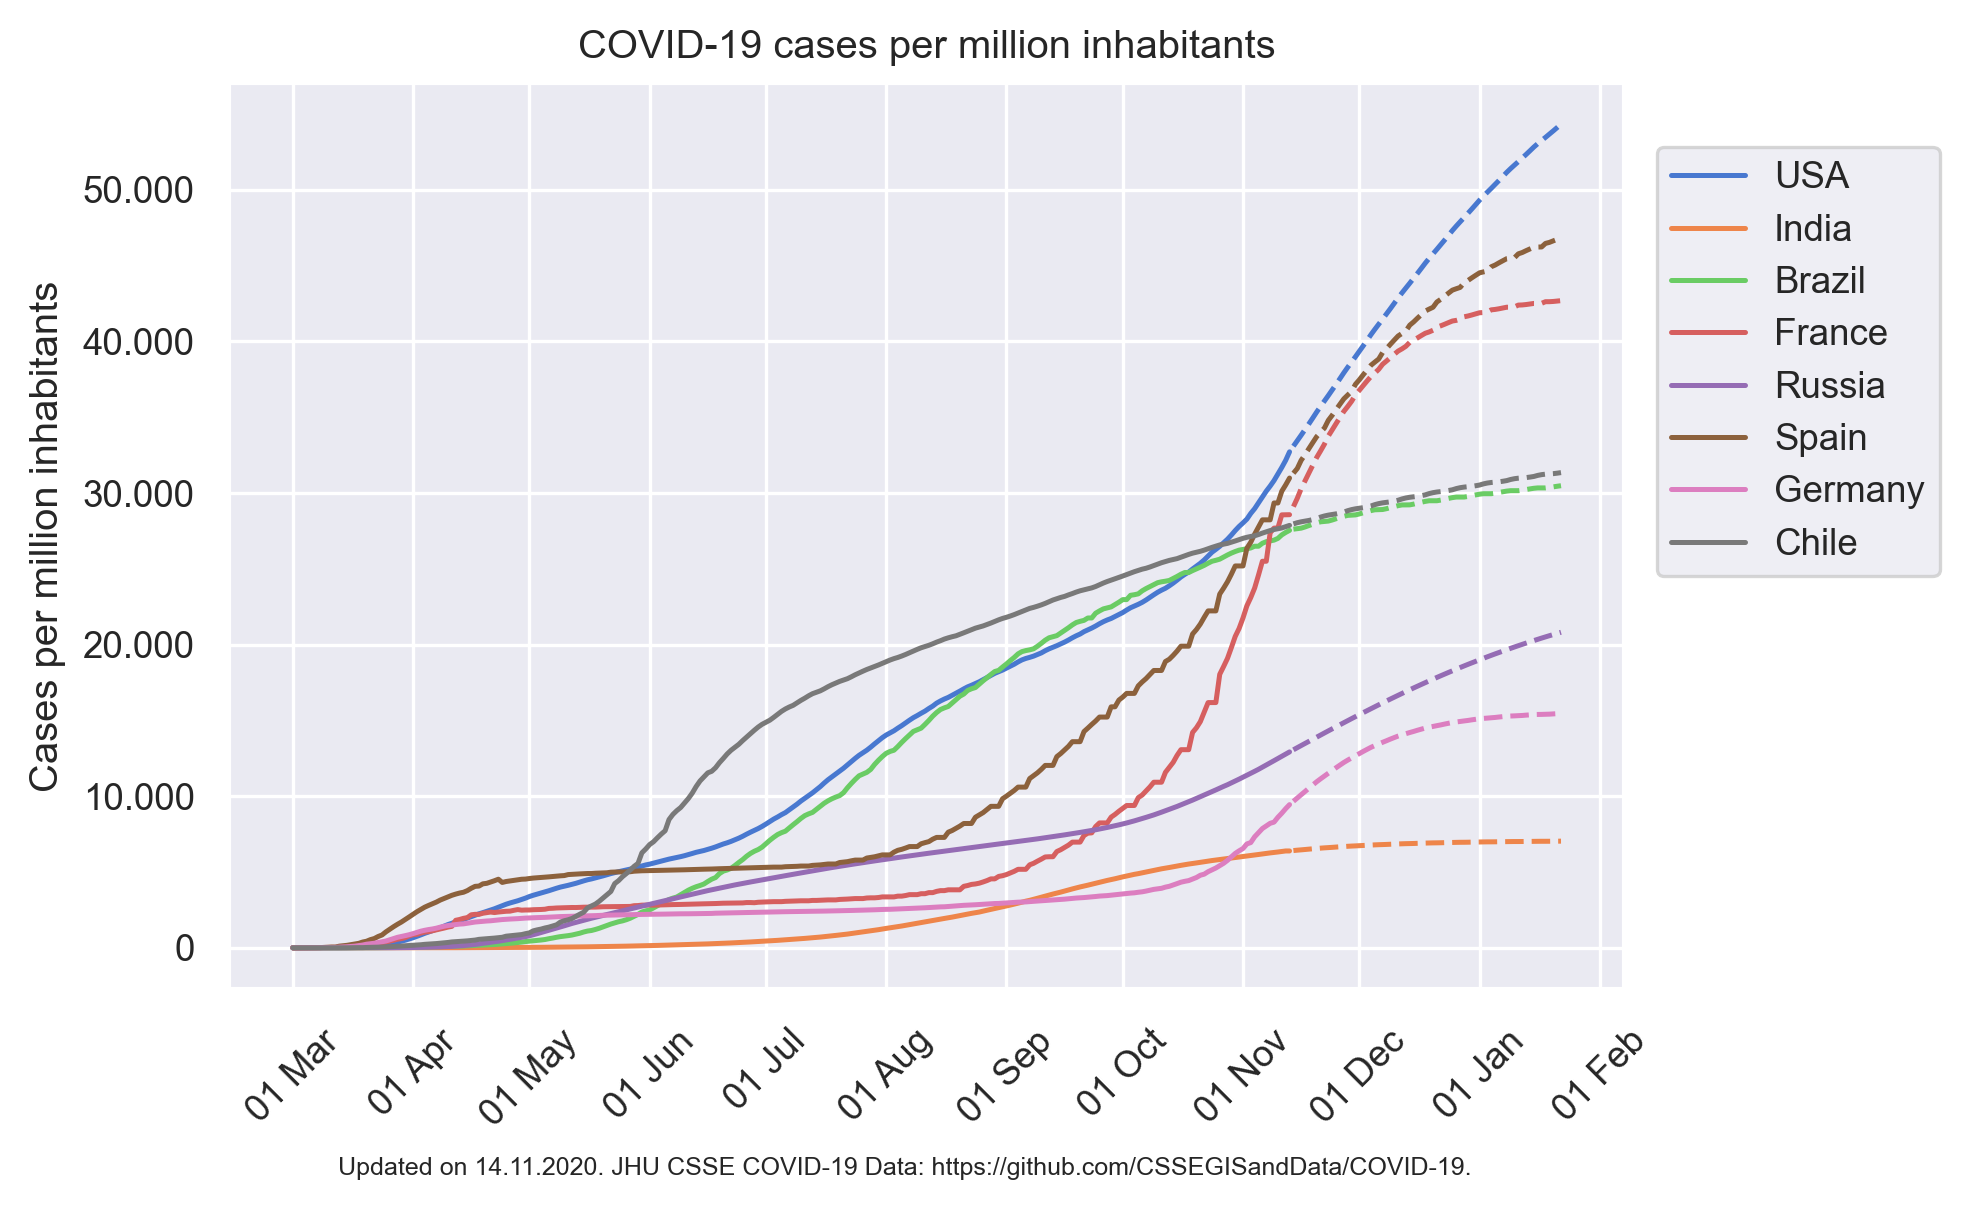 COVID-19 cases per million inhabitants
Cases per million inhabitants
50.000
40.000
30.000
20.000
10.000
0
01 Mar
01 Apr
01 May
01 Jun
01 Jul
01 Aug
01 Sep
01 Oct
01 Nov
01 Dec
01 Jan
01 Feb
USA
India
Brazil
France
Russia
Spain
Germany
Chile
Updated on 14.11.2020. JHU CSSE COVID-19 Data: https://github.com/CSSEGISandData/COVID-19.